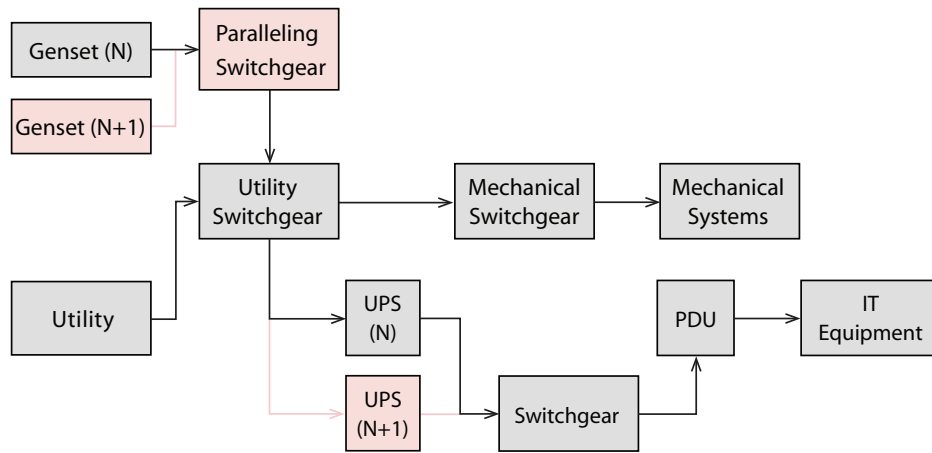 Genset (N)
Paralleling
Switchgear
Genset (N+1)
Utility
Switchgear
Mechanical
Switchgear
Mechanical
Systems
Utility
UPS
(N)
PDU
IT
Equipment
UPS
(N+1)
Switchgear